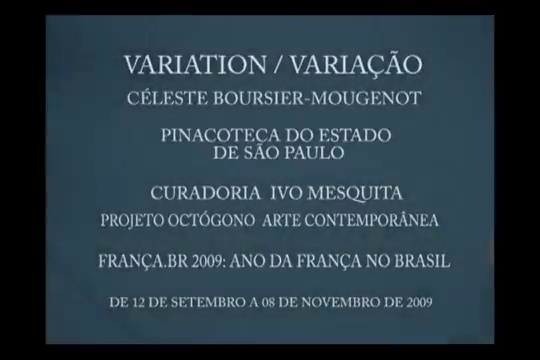 VARIATION / VARIAÇÃO
CÉLESTE BOURSIER-MOUGENOT
PINACOTECA DO ESTADO
DE SÃO PAULO
CURADORIA IVO MESQUITA
PROJETO OCTÓGONO ARTE CONTEMPORÂNEA
FRANÇA.BR 2009: ANO DA FRANÇA NO BRASIL
DE 12 DE SETEMBRO A 08 DE NOVEMBRO DE 2009